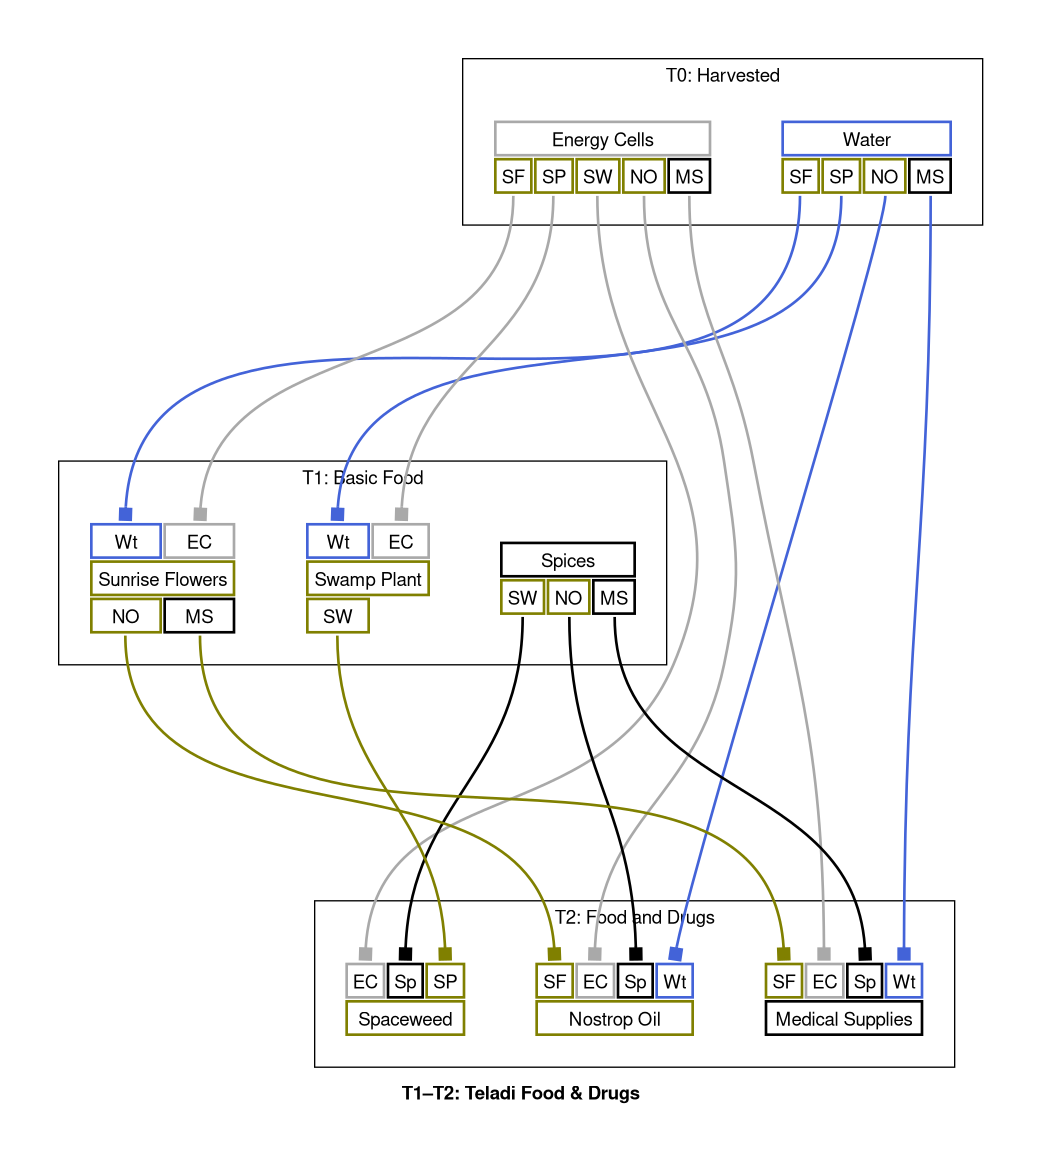 T0: Harvested
Energy Cells
SF SP SW NO MS
Water
SF SP NO MS
T1: Basic Food
Wt EC
Sunrise Flowers
NO MS
Wt EC
Swamp Plant
SW
Spices
SW NO MS
T2: Food and Drugs
EC Sp SP
Spaceweed
SF EC Sp Wt
Nostrop Oil
SF EC Sp Wt
Medical Supplies
T1–T2: Teladi Food & Drugs